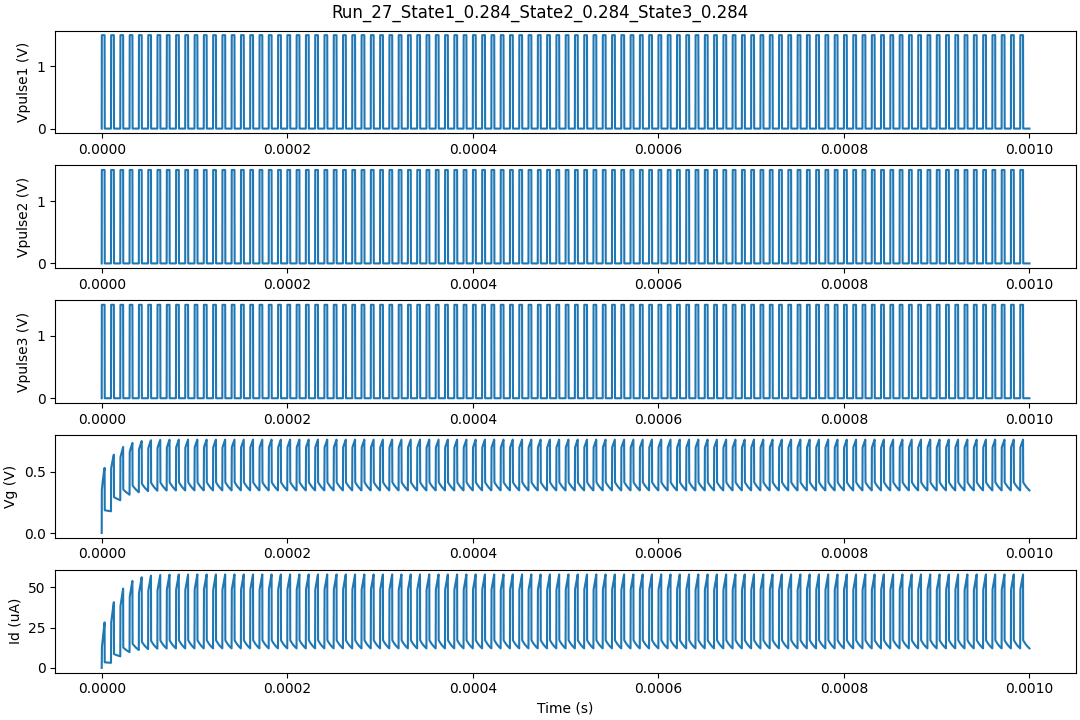 Run_27_State1_0.284_State2_0.284_State3_0.284
Vpulse1 (V)
1
0
0.0000 0.0002 0.0004 0.0006 0.0008 0.0010
Vpulse2 (V)
1
0
0.0000 0.0002 0.0004 0.0006 0.0008 0.0010
Vpulse3 (V)
1
0
0.0000 0.0002 0.0004 0.0006 0.0008 0.0010
Vg (V)
0.5
0.0
0.0000 0.0002 0.0004 0.0006 0.0008 0.0010
Id (uA)
50
25
0
0.0000 0.0002 0.0004 0.0006 0.0008 0.0010
Time (s)